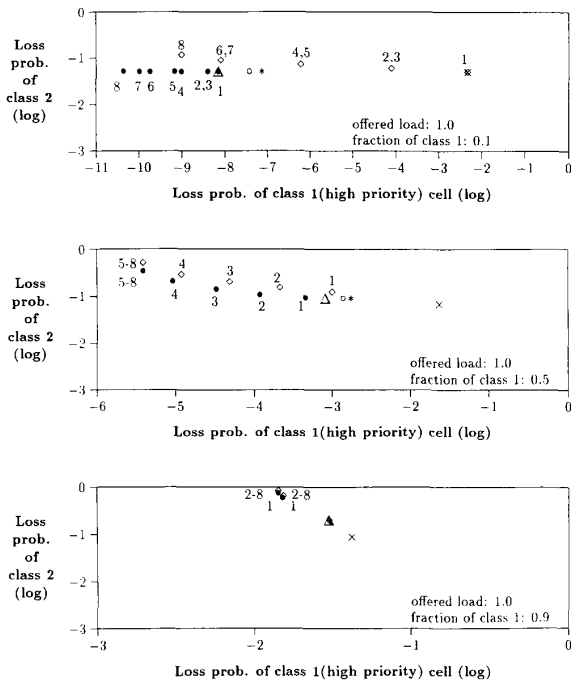 0
Loss
prob.
of
class 2
(log)
−1
−2
−3
8
6,7
4,5
2,3
1
8
7
6
5
4
2,3
1
offered load: 1.0
fraction of class 1: 0.1
−11 −10 −9 −8 −7 −6 −5 −4 −3 −2 −1 0
Loss prob. of class 1(high priority) cell (log)
0
Loss
prob.
of
class 2
(log)
−1
−2
−3
5-8 4 3 2 1
5-8 4 3 2 1
offered load: 1.0
fraction of class 1: 0.5
−6 −5 −4 −3 −2 −1 0
Loss prob. of class 1(high priority) cell (log)
0
Loss
prob.
of
class 2
(log)
−1
−2
−3
2-8 2-8
1 1
offered load: 1.0
fraction of class 1: 0.9
−3 −2 −1 0
Loss prob. of class 1(high priority) cell (log)